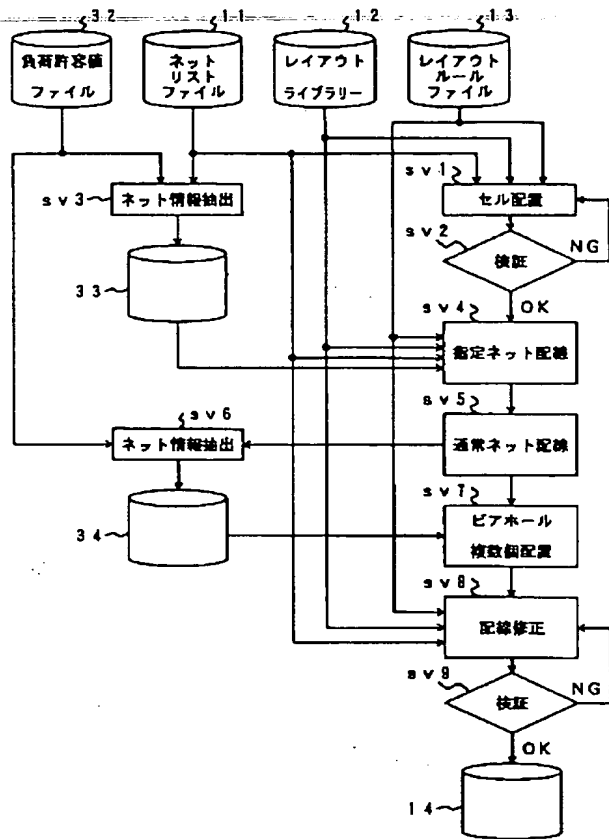 32
11
12
13
負荷許容値
ファイル
ネット
リスト
ファイル
レイアウト
ライブラリー
レイアウト
ルール
ファイル
sv1
セル配置
sv3
ネット情報抽出
sv2
検証
NG
OK
33
sv4
指定ネット配線
sv5
通常ネット配線
sv6
ネット情報抽出
sv7
ビアホール
複数個配置
34
sv8
配線修正
sv9
検証
NG
OK
14